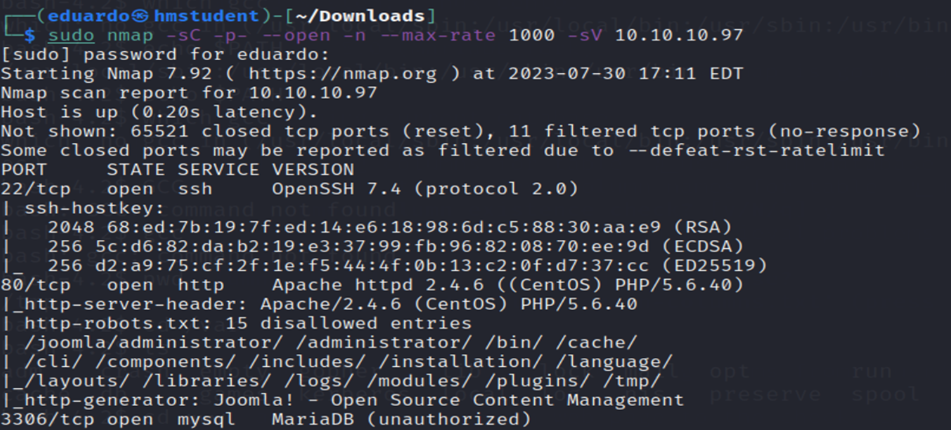 ┌──(eduardo㉿hmstudent)-[~/Downloads]
└─$ sudo nmap -sC -p- --open -n --max-rate 1000 -sV 10.10.10.97
[sudo] password for eduardo:
Starting Nmap 7.92 ( https://nmap.org ) at 2023-07-30 17:11 EDT
Nmap scan report for 10.10.10.97
Host is up (0.20s latency).
Not shown: 65521 closed tcp ports (reset), 11 filtered tcp ports (no-response)
Some closed ports may be reported as filtered due to --defeat-rst-ratelimit
PORT     STATE SERVICE VERSION
22/tcp   open  ssh     OpenSSH 7.4 (protocol 2.0)
| ssh-hostkey:
|   2048 68:ed:7b:19:7f:ed:14:e6:18:98:6d:c5:88:30:aa:e9 (RSA)
|   256 5c:d6:82:da:b2:19:e3:37:99:fb:96:82:08:70:ee:9d (ECDSA)
|_  256 d2:a9:75:cf:2f:1e:f5:44:4f:0b:13:c2:0f:d7:37:cc (ED25519)
80/tcp   open  http    Apache httpd 2.4.6 ((CentOS) PHP/5.6.40)
|_http-server-header: Apache/2.4.6 (CentOS) PHP/5.6.40
| http-robots.txt: 15 disallowed entries
| /joomla/administrator/ /administrator/ /bin/ /cache/
| /cli/ /components/ /includes/ /installation/ /language/
|_/layouts/ /libraries/ /logs/ /modules/ /plugins/ /tmp/
|_http-generator: Joomla! - Open Source Content Management
3306/tcp open  mysql   MariaDB (unauthorized)